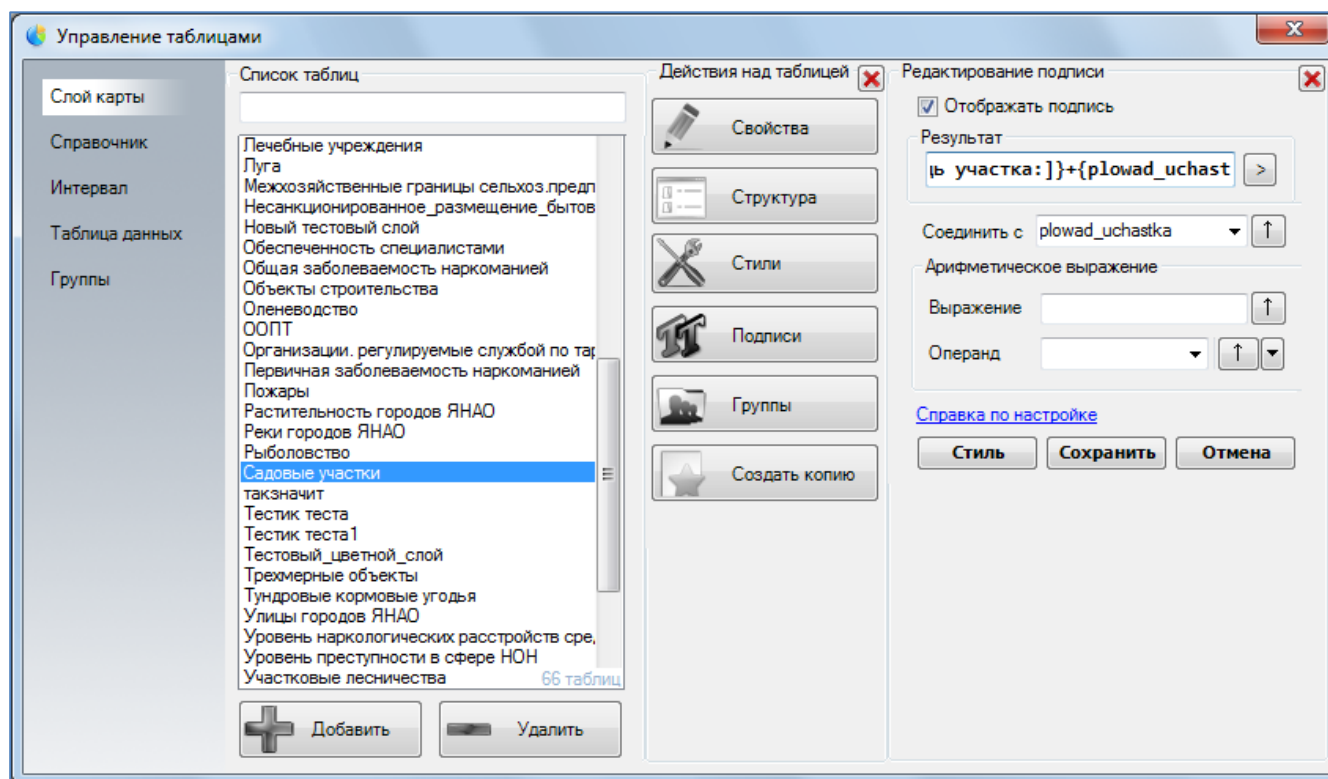 Управление таблицами
x
Слой карты
Справочник
Интервал
Таблица данных
Группы
Список таблиц
Лечебные учреждения
Луга
Межхозяйственные границы сельхоз.предп
Несанкционированное_размещение_бытов
Новый тестовый слой
Обеспеченность специалистами
Общая заболеваемость наркоманией
Объекты строительства
Оленеводство
ООПТ
Организации. регулируемые службой по тар
Первичная заболеваемость наркоманией
Пожары
Растительность городов ЯНАО
Реки городов ЯНАО
Рыболовство
Садовые участки
такзначит
Тестик теста
Тестик теста1
Тестовый_цветной_слой
Трехмерные объекты
Тундровые кормовые угодья
Улицы городов ЯНАО
Уровень наркологических расстройств сре,
Уровень преступности в сфере НОН
Участковые лесничества
66 таблиц
Добавить
Удалить
Действия над таблицей
Свойства
Структура
Стили
Подписи
Группы
Создать копию
Редактирование подписи
Отображать подпись
Результат
ць участка:]}+{plowad_uchast
>
Соединить с plowad_uchastka ↑
Арифметическое выражение
Выражение ↑
Операнд ↑
Справка по настройке
Стиль Сохранить Отмена